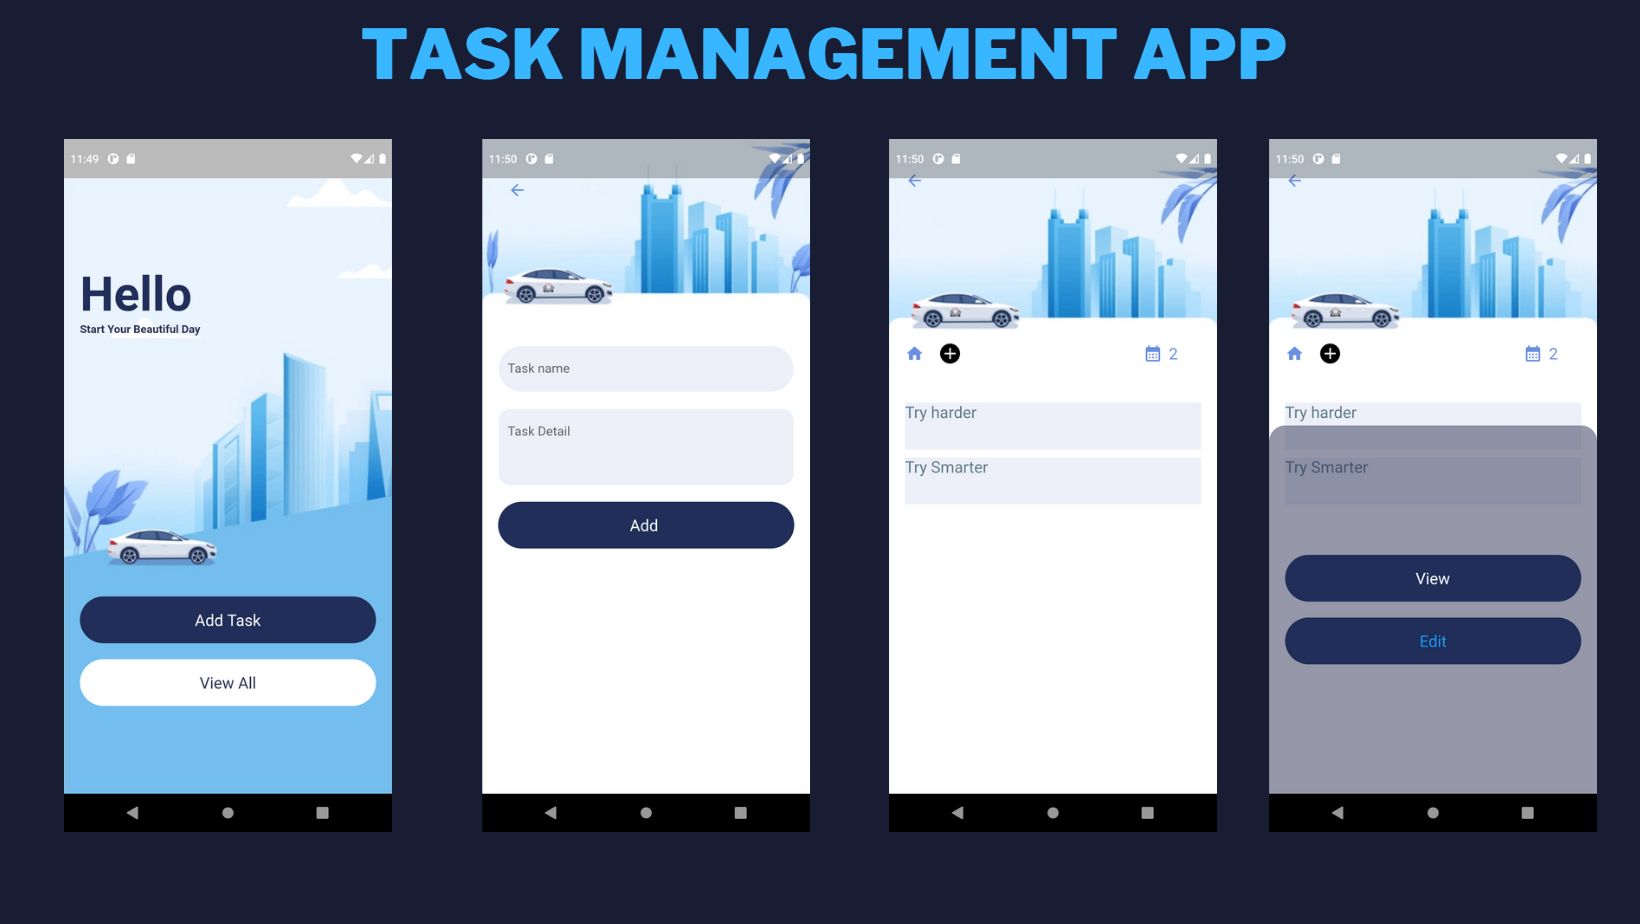 TASK MANAGEMENT APP
11:49
Hello
Start Your Beautiful Day
Add Task
View All
11:50
Task name
Task Detail
Add
11:50
2
Try harder
Try Smarter
11:50
2
Try harder
Try Smarter
View
Edit